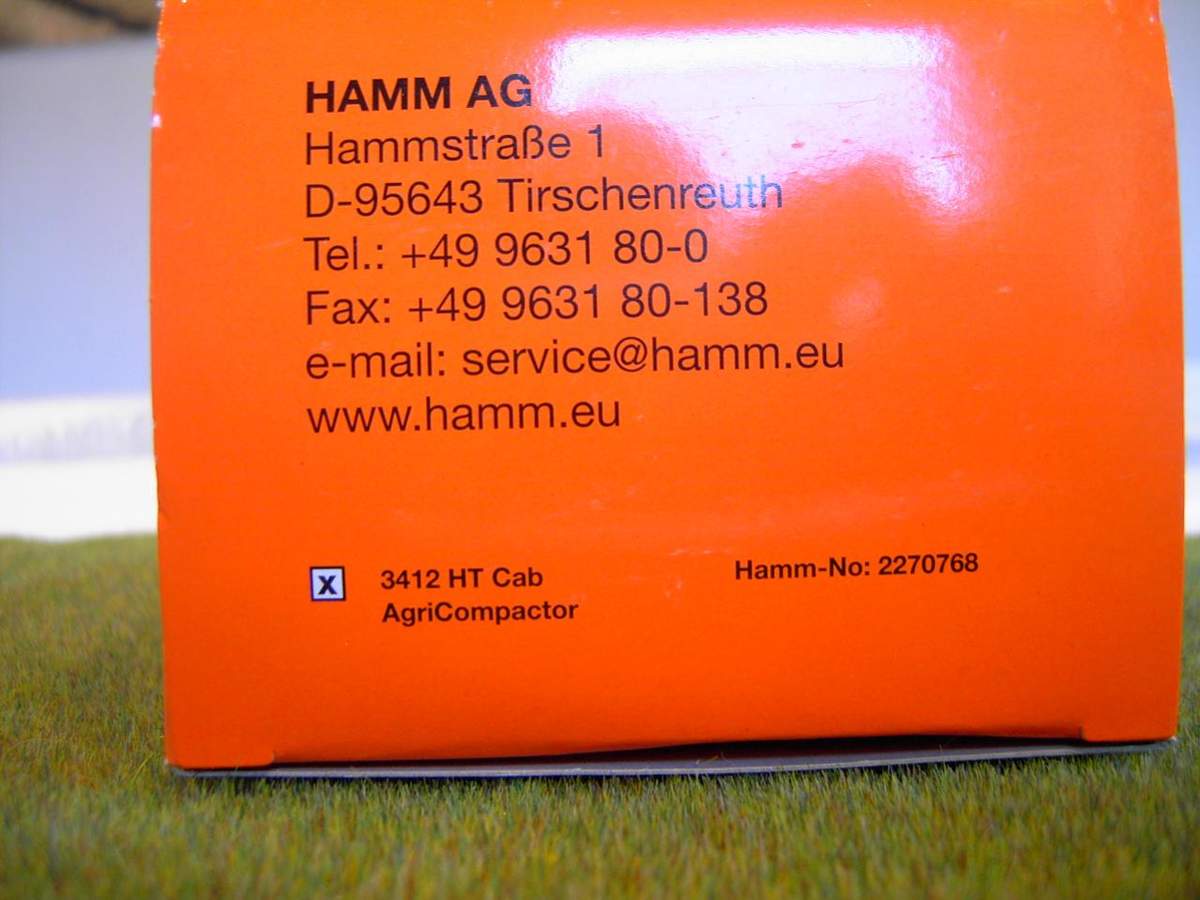 HAMM AG
Hammstraße 1
D-95643 Tirschenreuth
Tel.: +49 9631 80-0
Fax: +49 9631 80-138
e-mail: service@hamm.eu
www.hamm.eu
X 3412 HT Cab Hamm-No: 2270768
AgriCompactor